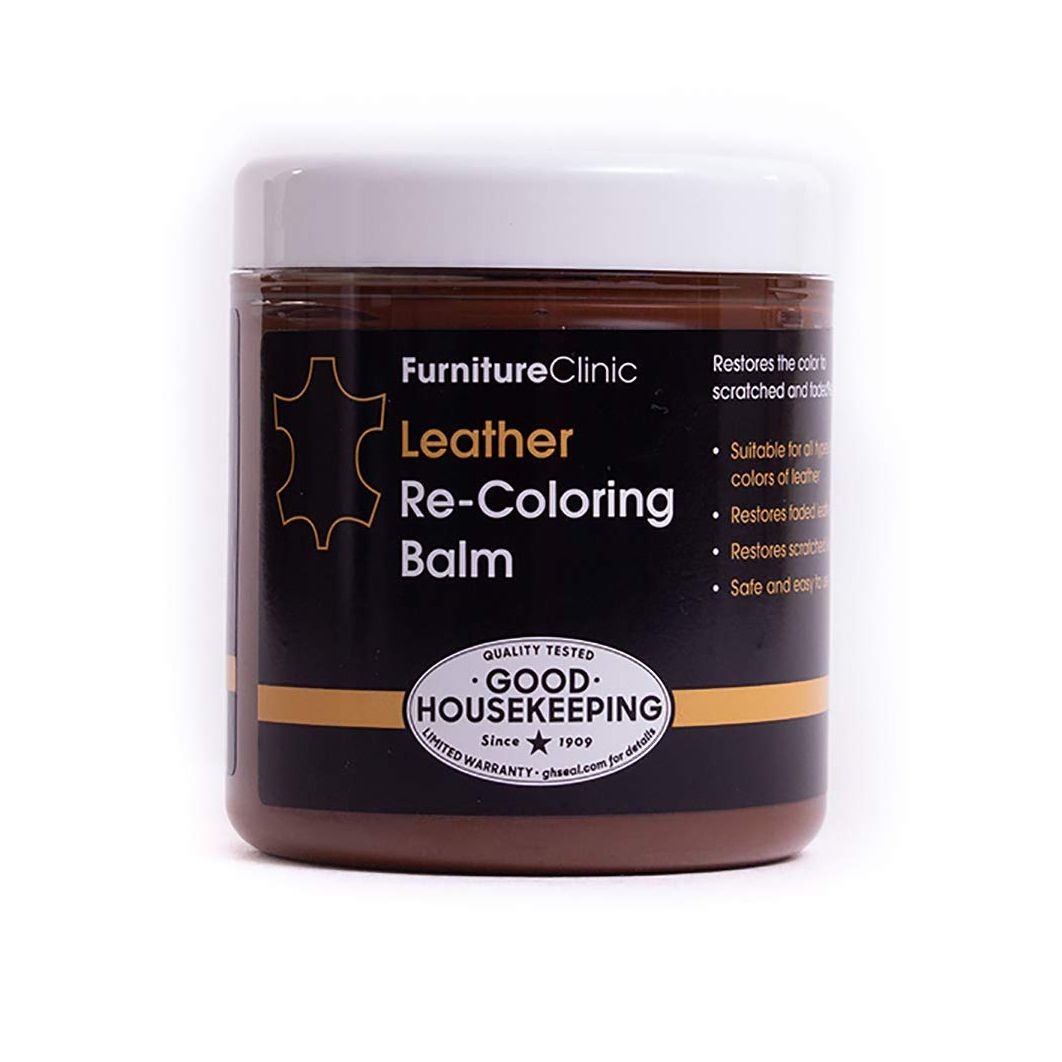 FurnitureClinic
Leather
Re-Coloring
Balm
Restores the color to
scratched and faded
• Suitable for all
colors of leather
• Restores faded
• Restores scratched
• Safe and easy to
QUALITY TESTED
· GOOD ·
HOUSEKEEPING
Since ★ 1909
LIMITED WARRANTY · ghseal.com for details